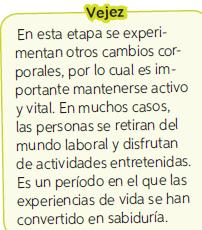 Vejez
En esta etapa se experi-
mentan otros cambios cor-
porales, por lo cual es im-
portante mantenerse activo
y vital. En muchos casos,
las personas se retiran del
mundo laboral y disfrutan
de actividades entretenidas.
Es un período en el que las
experiencias de vida se han
convertido en sabiduría.